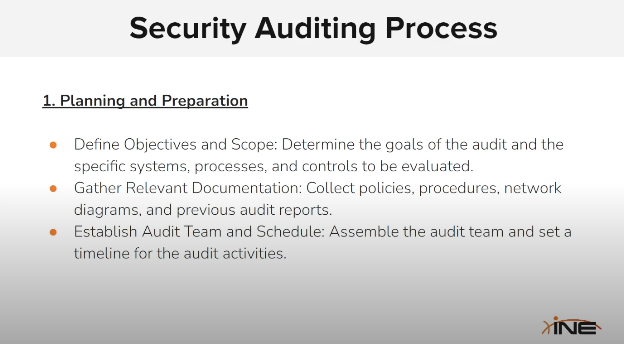 Security Auditing Process
1. Planning and Preparation
● Define Objectives and Scope: Determine the goals of the audit and the
specific systems, processes, and controls to be evaluated.
● Gather Relevant Documentation: Collect policies, procedures, network
diagrams, and previous audit reports.
● Establish Audit Team and Schedule: Assemble the audit team and set a
timeline for the audit activities.
iNE